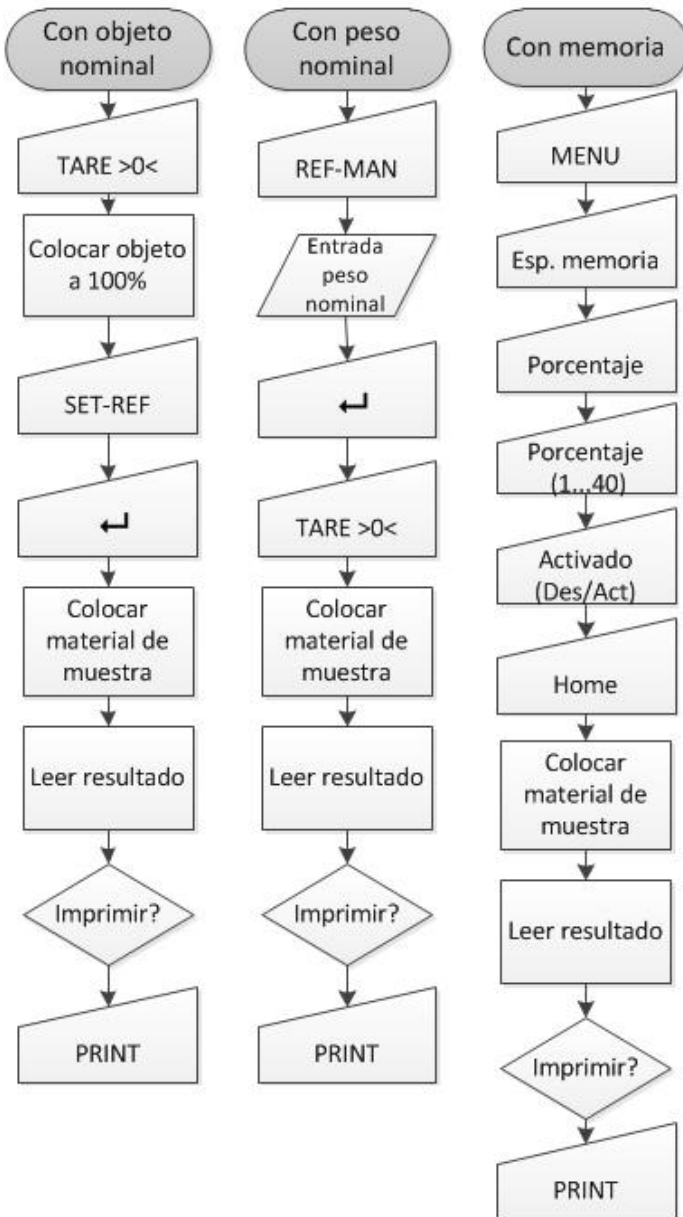 Con objeto
nominal
TARE >0<
Colocar objeto
a 100%
SET-REF
↵
Colocar
material de
muestra
Leer resultado
Imprimir?
PRINT
Con peso
nominal
REF-MAN
Entrada
peso
nominal
↵
TARE >0<
Colocar
material de
muestra
Leer resultado
Imprimir?
PRINT
Con memoria
MENU
Esp. memoria
Porcentaje
Porcentaje
(1...40)
Activado
(Des/Act)
Home
Colocar
material de
muestra
Leer resultado
Imprimir?
PRINT